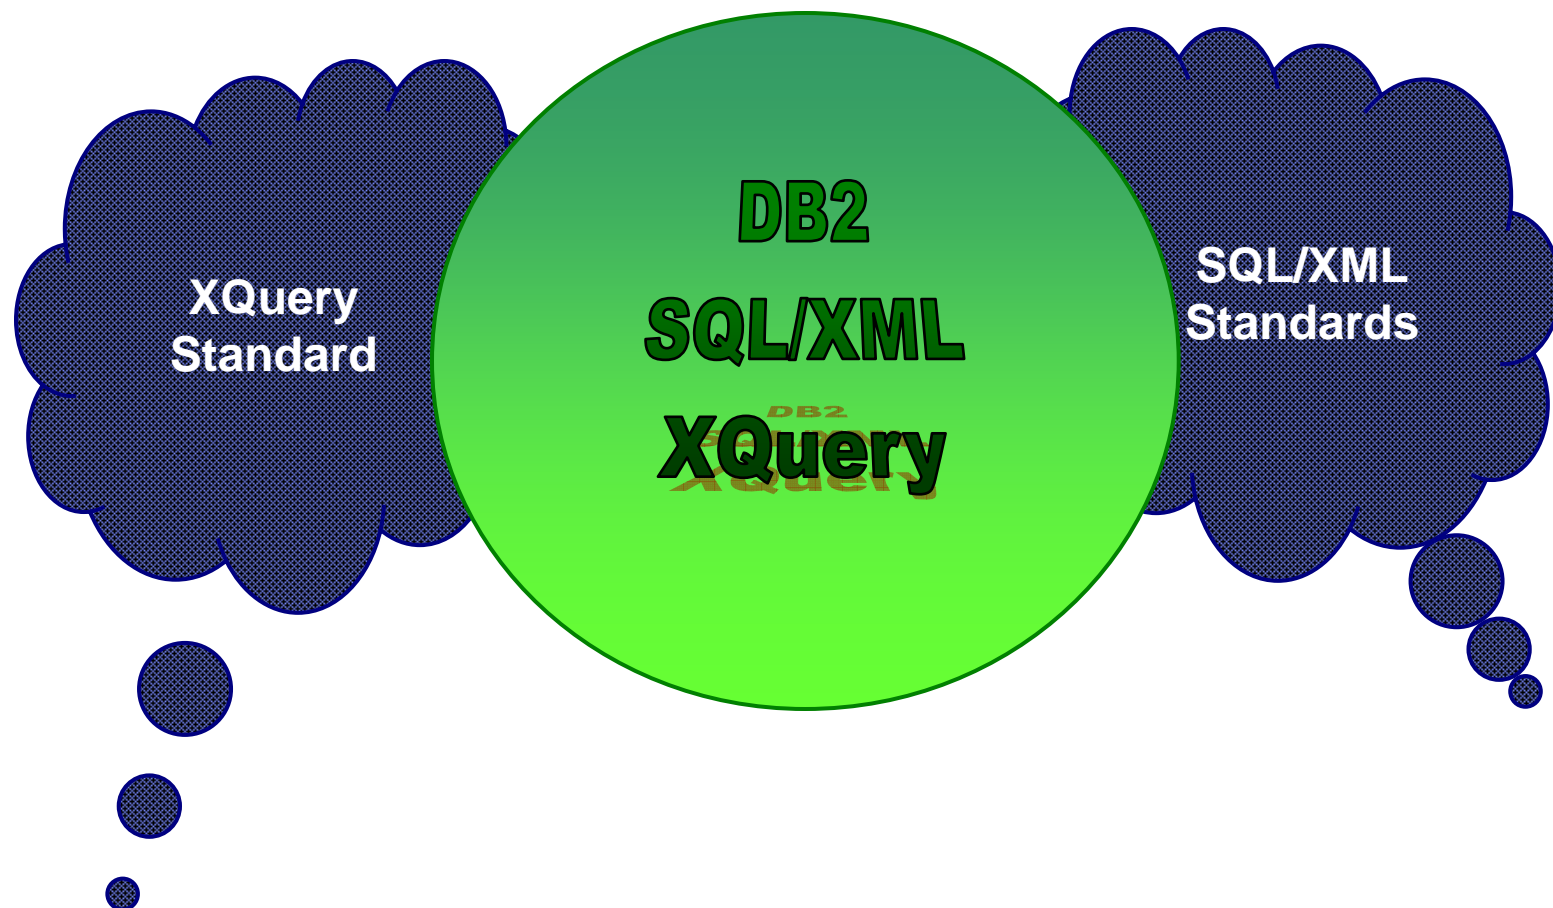 XQuery
Standard
DB2
SQL/XML
XQuery
SQL/XML
Standards